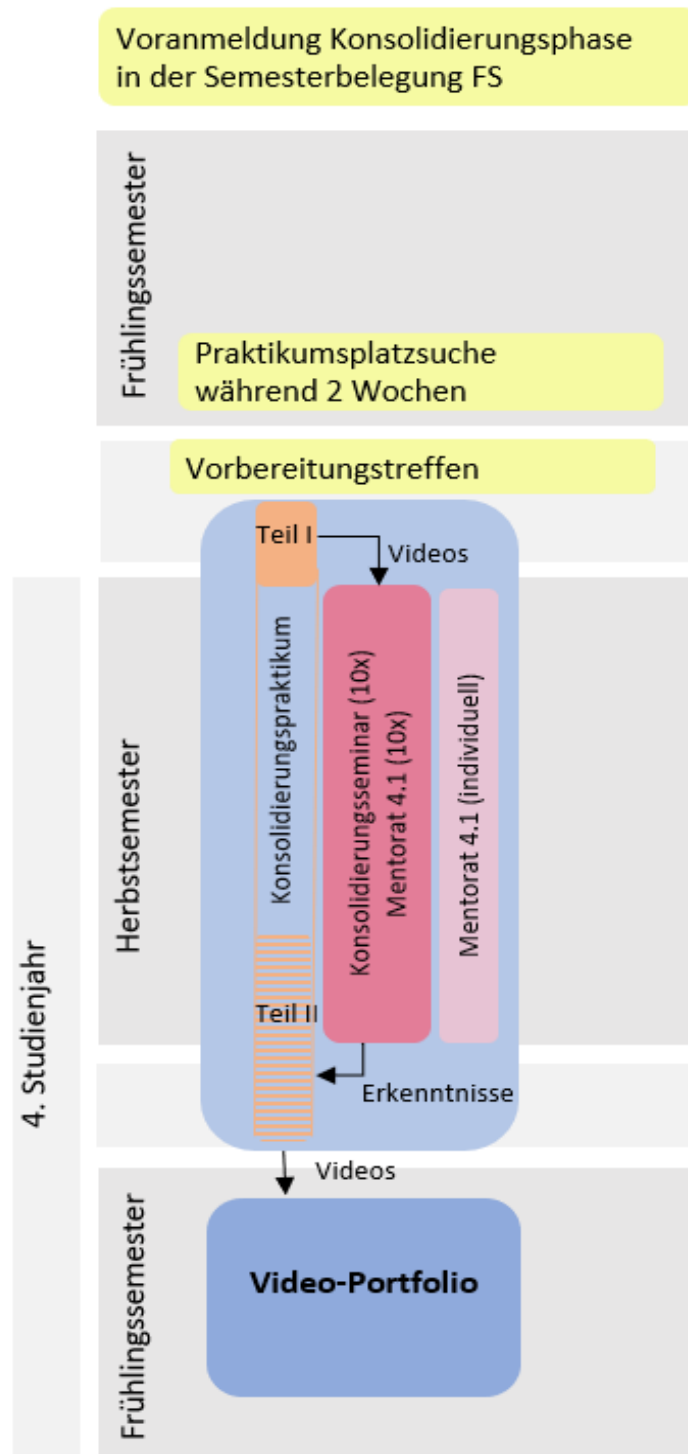 Voranmeldung Konsolidierungsphase
in der Semesterbelegung FS
Frühlingssemester
Praktikumsplatzsuche
während 2 Wochen
Vorbereitungstreffen
Teil I
Videos
4. Studienjahr
Herbstsemester
Konsolidierungspraktikum
Konsolidierungsseminar (10x)
Mentorat 4.1 (10x)
Mentorat 4.1 (individuell)
Teil II
Erkenntnisse
Videos
Frühlingssemester
Video-Portfolio